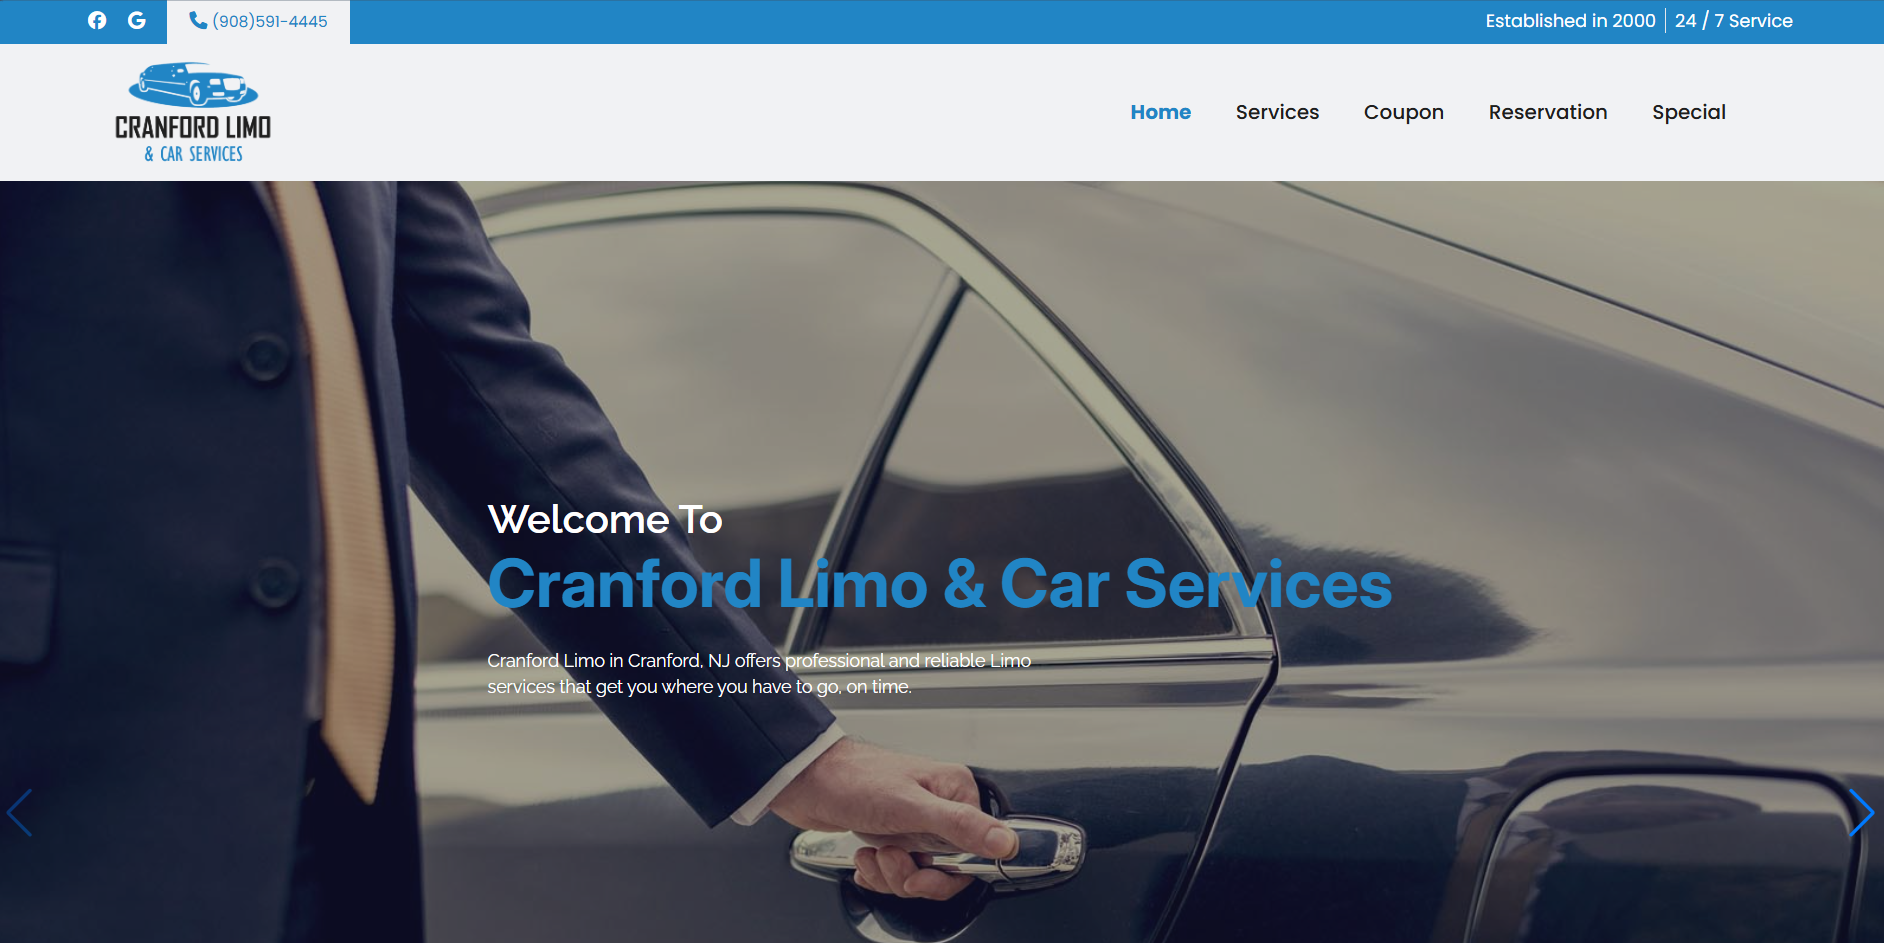 (908)591-4445
Established in 2000
24 / 7 Service
CRANFORD LIMO
& CAR SERVICES
Home
Services
Coupon
Reservation
Special
Welcome To
Cranford Limo & Car Services
Cranford Limo in Cranford, NJ offers professional and reliable Limo
services that get you where you have to go, on time.